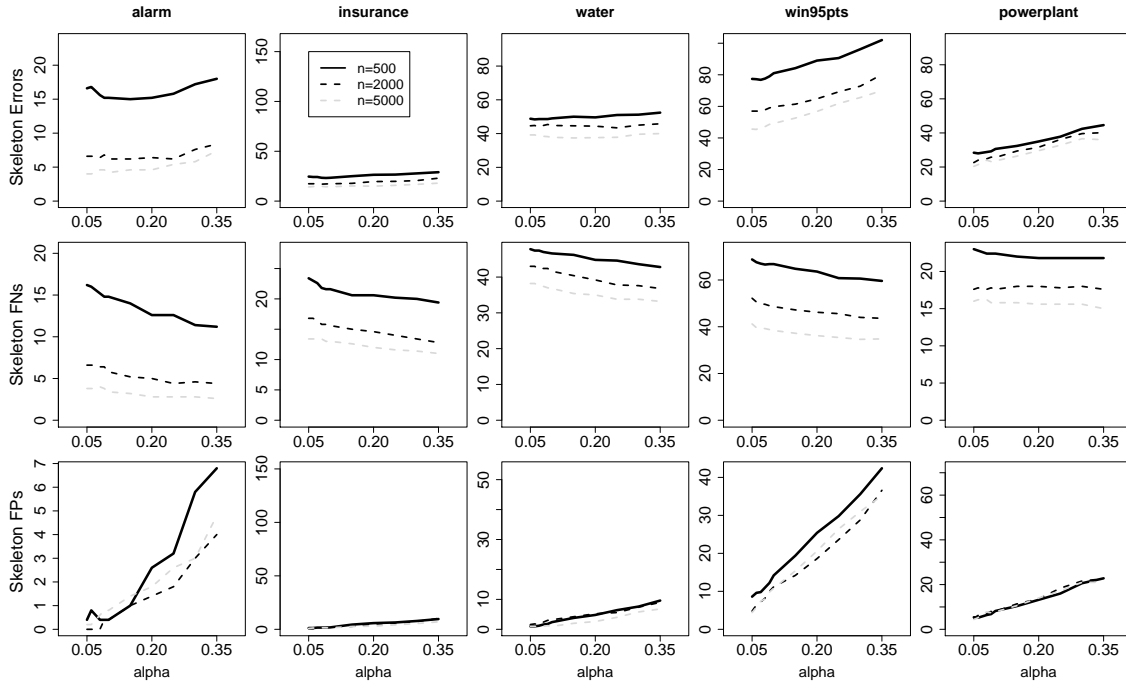 alarm insurance water win95pts powerplant
Skeleton Errors
0 5 10 15 20
0.05 0.20 0.35
0 50 100 150
n=500
n=2000
n=5000
0.05 0.20 0.35
0 20 40 60 80
0.05 0.20 0.35
0 20 40 60 80
0.05 0.20 0.35
0 20 40 60 80
0.05 0.20 0.35
Skeleton FNs
0 5 10 15 20
0.05 0.20 0.35
0 5 10 20
0.05 0.20 0.35
0 10 20 30 40
0.05 0.20 0.35
0 20 40 60
0.05 0.20 0.35
0 5 10 15 20
0.05 0.20 0.35
Skeleton FPs
0 1 2 3 4 5 6 7
0.05 0.20 0.35
alpha
0 50 100 150
0.05 0.20 0.35
alpha
0 10 20 30 40 50
0.05 0.20 0.35
alpha
0 10 20 30 40
0.05 0.20 0.35
alpha
0 20 40 60
0.05 0.20 0.35
alpha